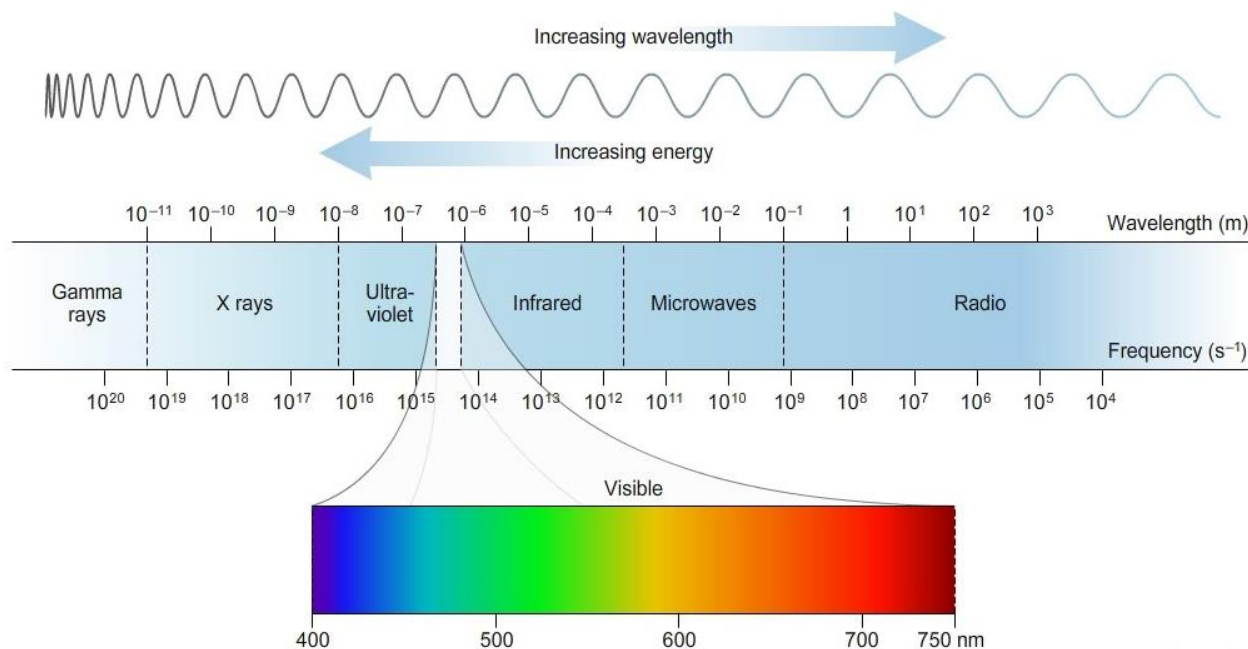 Increasing wavelength
Increasing energy
10⁻¹¹ 10⁻¹⁰ 10⁻⁹ 10⁻⁸ 10⁻⁷ 10⁻⁶ 10⁻⁵ 10⁻⁴ 10⁻³ 10⁻² 10⁻¹ 1 10¹ 10² 10³ Wavelength (m)
Gamma rays X rays Ultra-violet Infrared Microwaves Radio
Frequency (s⁻¹)
10²⁰ 10¹⁹ 10¹⁸ 10¹⁷ 10¹⁶ 10¹⁵ 10¹⁴ 10¹³ 10¹² 10¹¹ 10¹⁰ 10⁹ 10⁸ 10⁷ 10⁶ 10⁵ 10⁴
Visible
400 500 600 700 750 nm